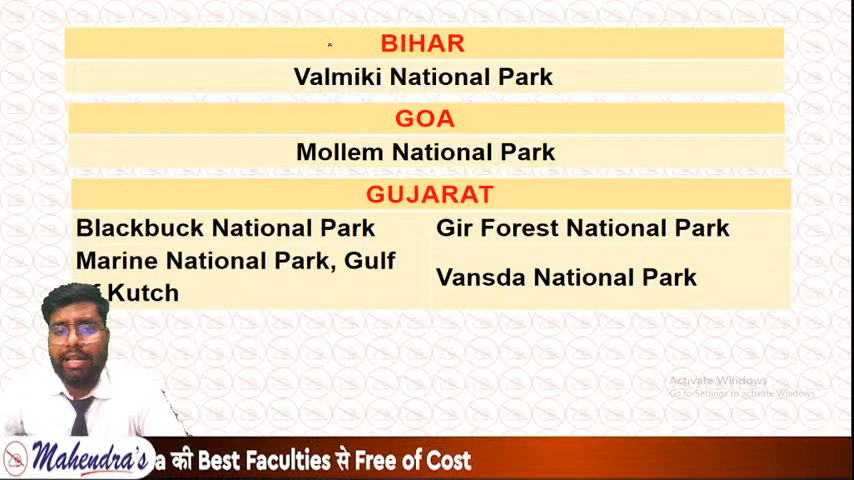 BIHAR
Valmiki National Park
GOA
Mollem National Park
GUJARAT
Blackbuck National Park
Gir Forest National Park
Marine National Park, Gulf
Kutch
Vansda National Park
Activate Windows
Go to Settings to activate Windows.
Mahendra's
a की Best Faculties से Free of Cost